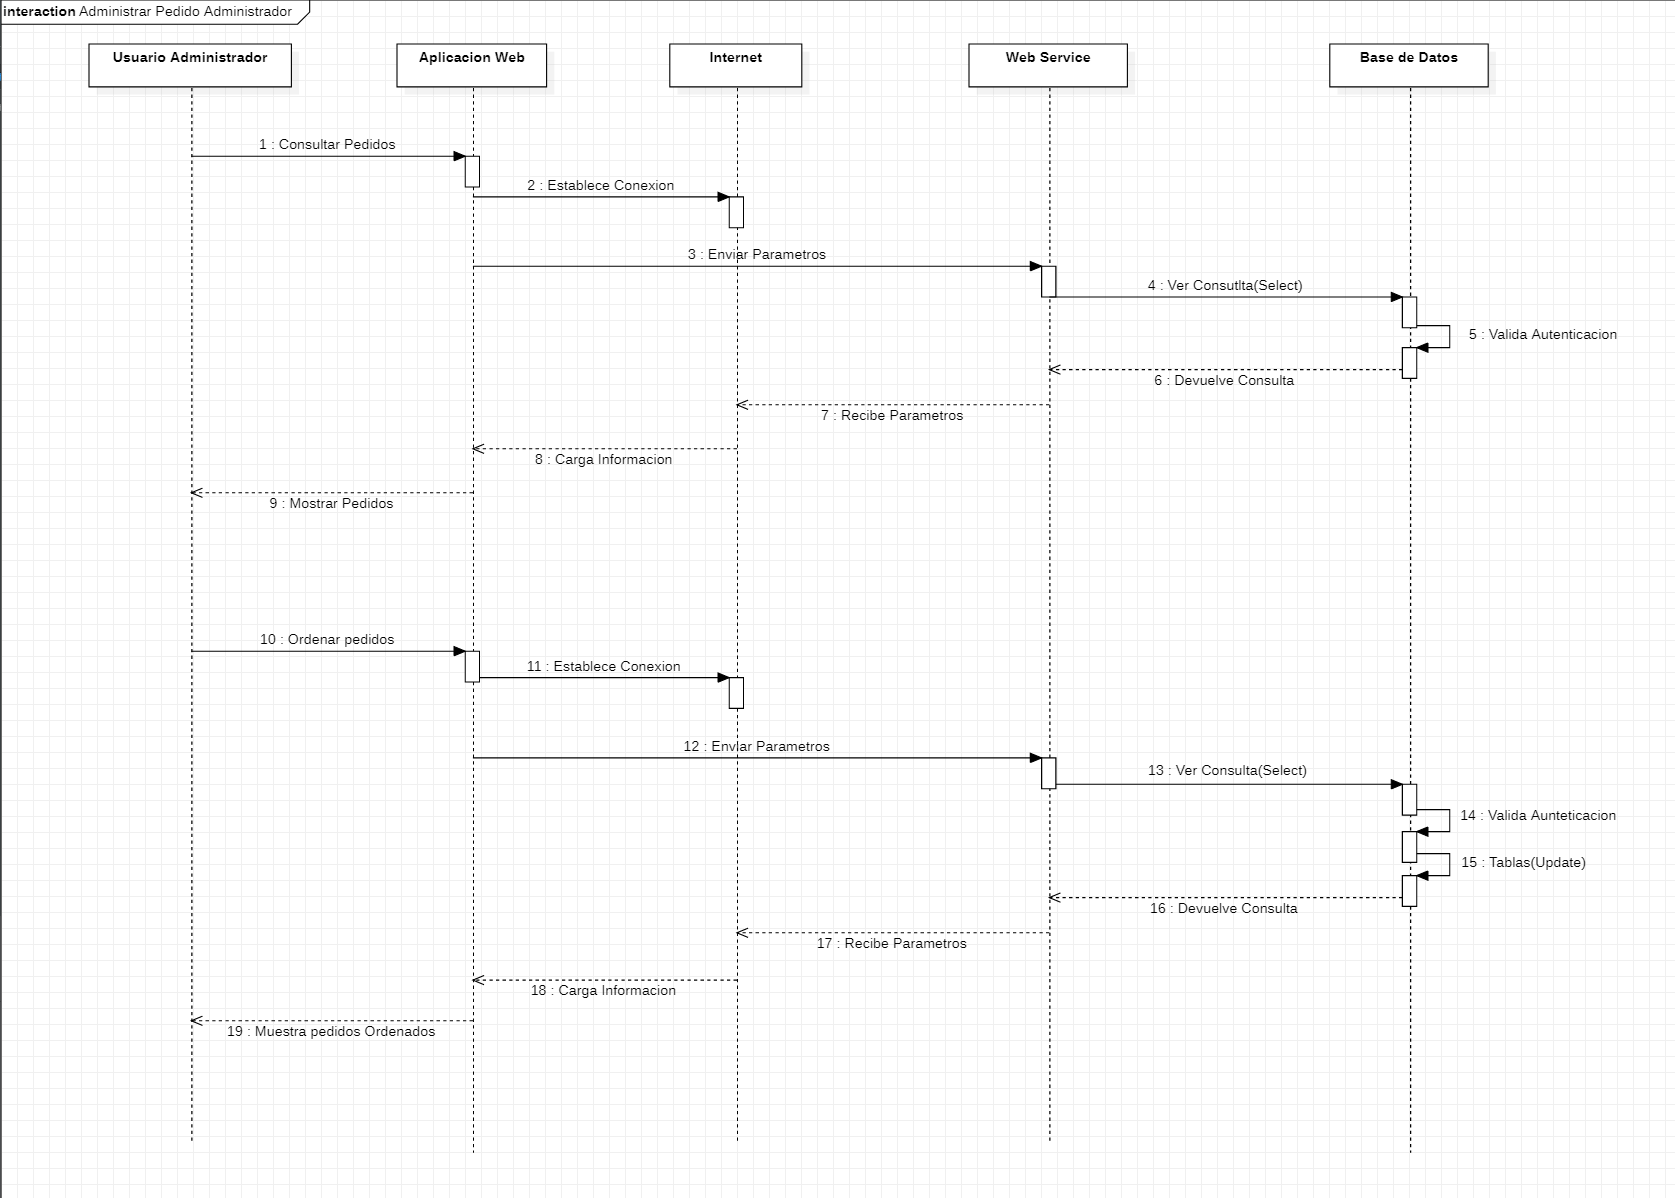 interaction Administrar Pedido Administrador
Usuario Administrador
Aplicacion Web
Internet
Web Service
Base de Datos
1 : Consultar Pedidos
2 : Establece Conexion
3 : Enviar Parametros
4 : Ver Consutlta(Select)
5 : Valida Autenticacion
6 : Devuelve Consulta
7 : Recibe Parametros
8 : Carga Informacion
9 : Mostrar Pedidos
10 : Ordenar pedidos
11 : Establece Conexion
12 : Enviar Parametros
13 : Ver Consulta(Select)
14 : Valida Aunteticacion
15 : Tablas(Update)
16 : Devuelve Consulta
17 : Recibe Parametros
18 : Carga Informacion
19 : Muestra pedidos Ordenados